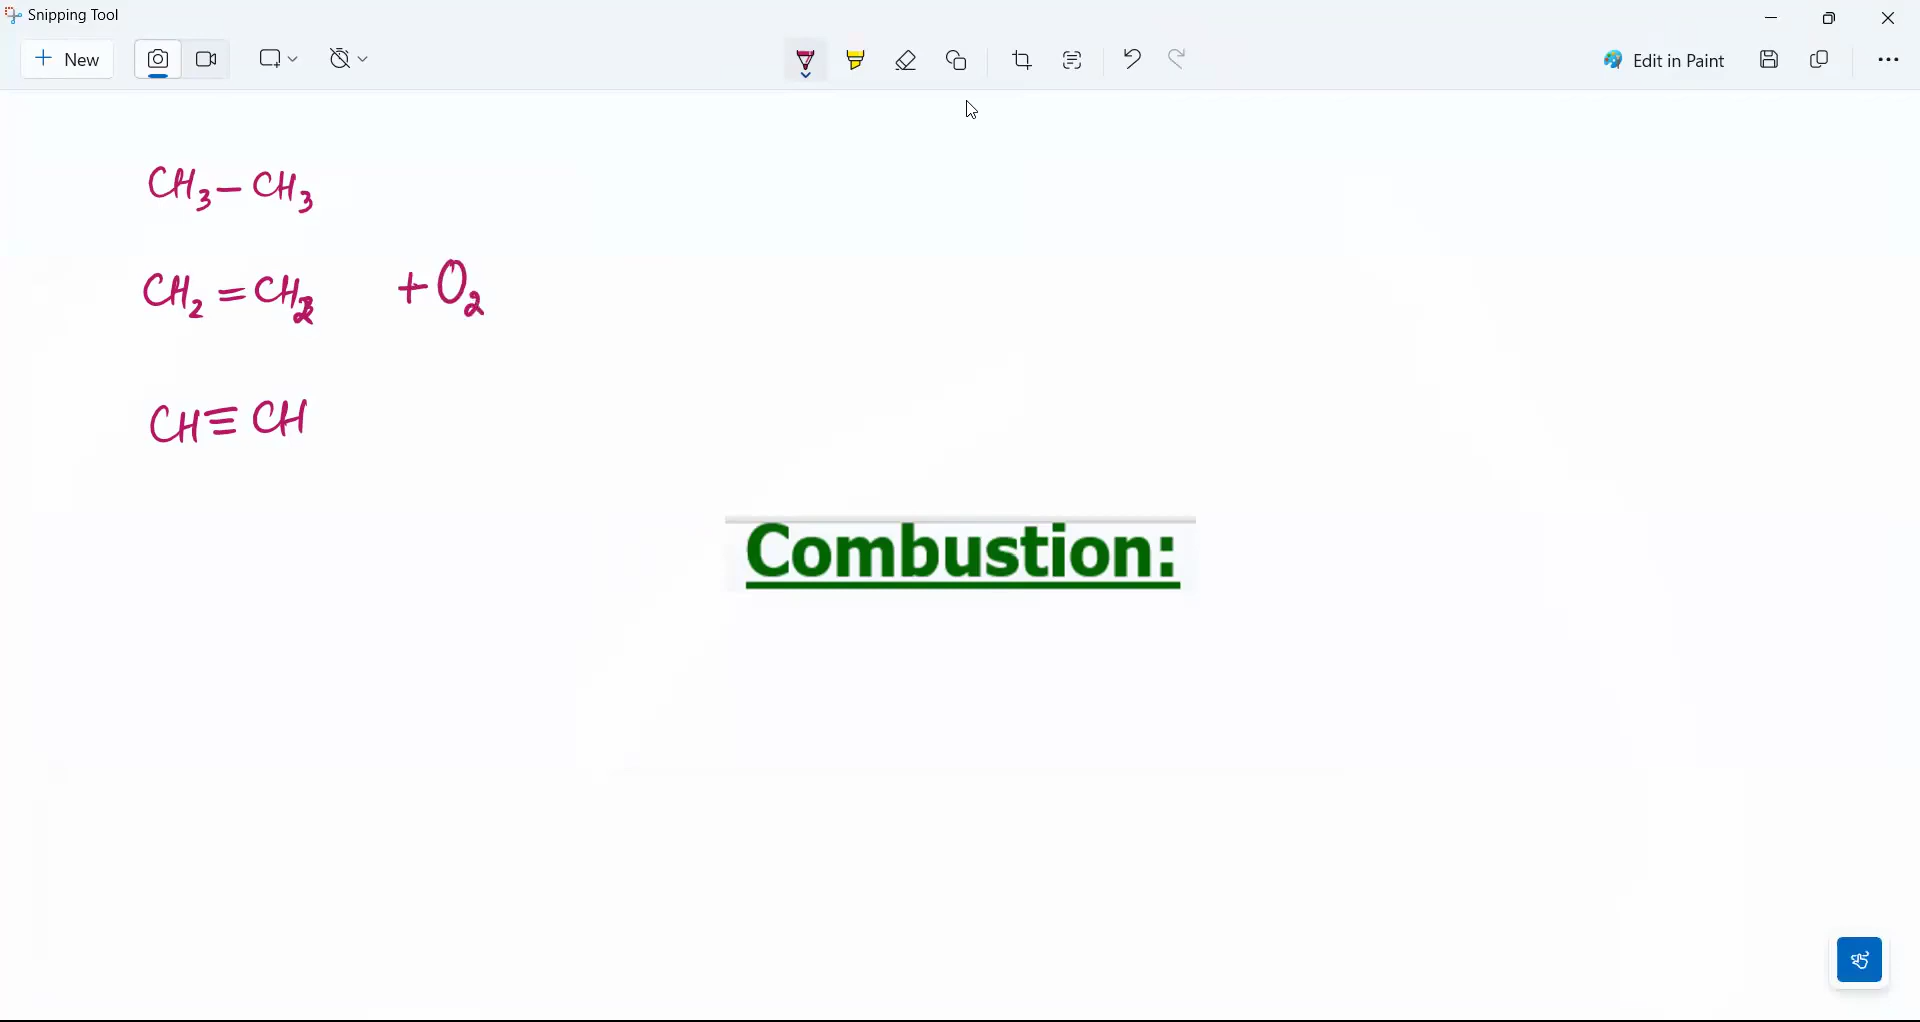 Snipping Tool
New
Edit in Paint
CH₃–CH₃
CH₂=CH₂ +O₂
CH≡CH
Combustion: